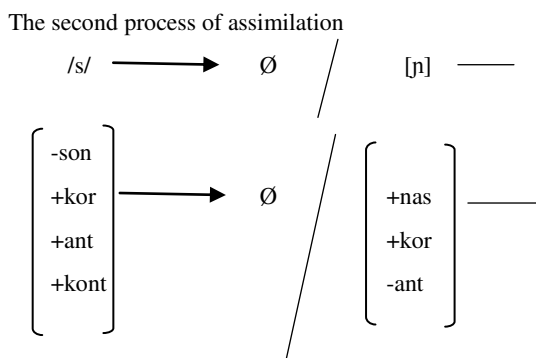 The second process of assimilation
/s/ Ø / [ɲ] —
-son
+kor Ø / +nas —
+ant +kor
+kont -ant